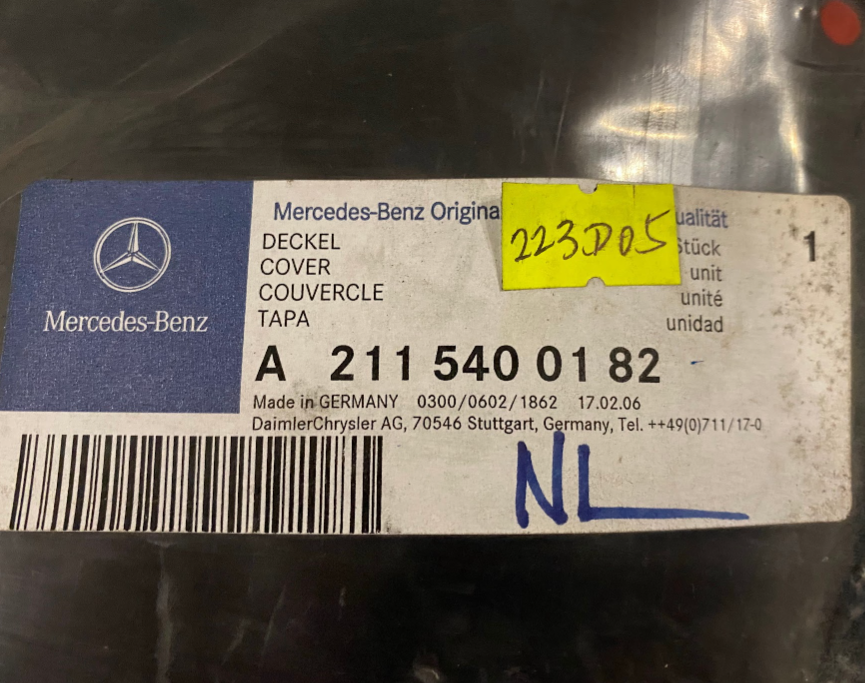 Mercedes-Benz
Mercedes-Benz Origina
ualität
223D05
DECKEL
COVER
COUVERCLE
TAPA
Stück
unit
unité
unidad
1
A 211 540 01 82
Made in GERMANY 0300/0602/1862 17.02.06
DaimlerChrysler AG, 70546 Stuttgart, Germany, Tel. ++49(0)711/17-0
NL